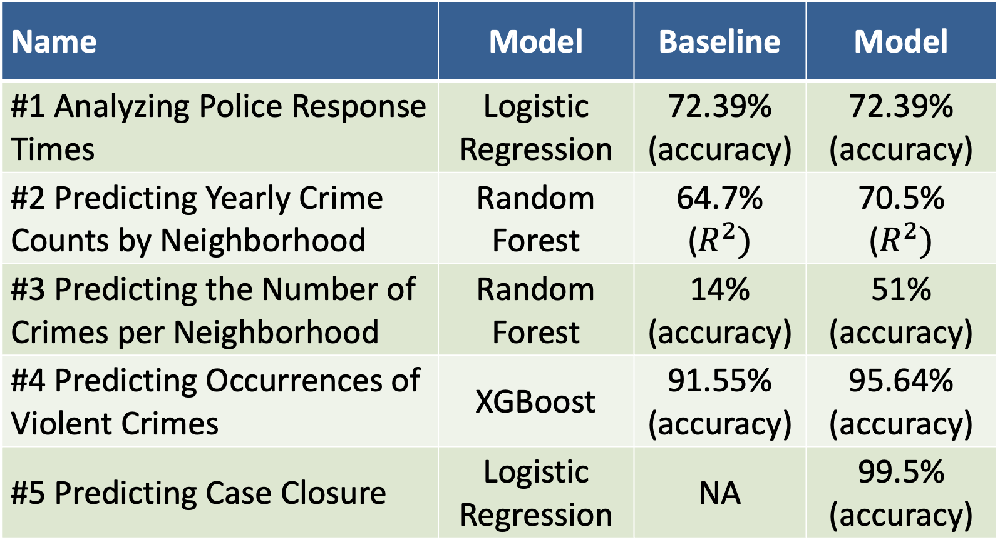 Name Model Baseline Model
#1 Analyzing Police Response Times Logistic Regression 72.39% (accuracy) 72.39% (accuracy)
#2 Predicting Yearly Crime Counts by Neighborhood Random Forest 64.7% (R²) 70.5% (R²)
#3 Predicting the Number of Crimes per Neighborhood Random Forest 14% (accuracy) 51% (accuracy)
#4 Predicting Occurrences of Violent Crimes XGBoost 91.55% (accuracy) 95.64% (accuracy)
#5 Predicting Case Closure Logistic Regression NA 99.5% (accuracy)